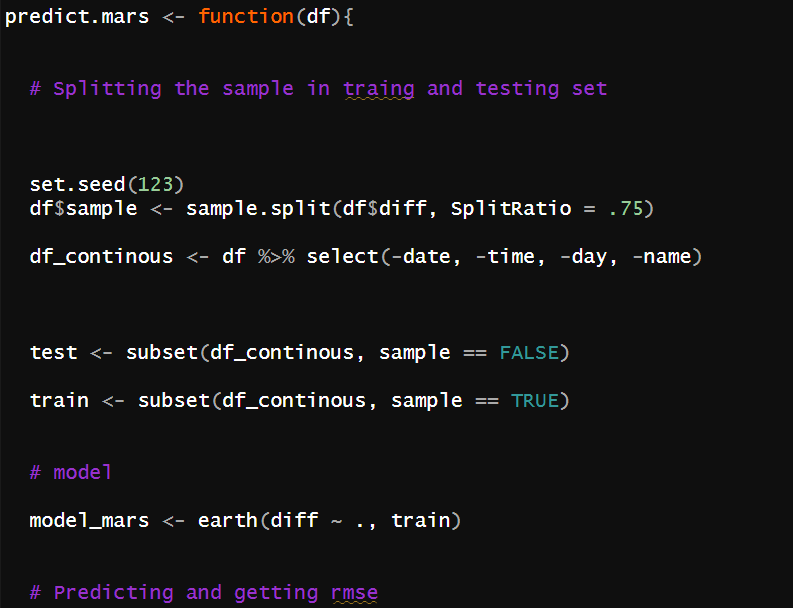 predict.mars <- function(df){
# Splitting the sample in traing and testing set
set.seed(123)
df$sample <- sample.split(df$diff, SplitRatio = .75)
df_continous <- df %>% select(-date, -time, -day, -name)
test <- subset(df_continous, sample == FALSE)
train <- subset(df_continous, sample == TRUE)
# model
model_mars <- earth(diff ~ ., train)
# Predicting and getting rmse